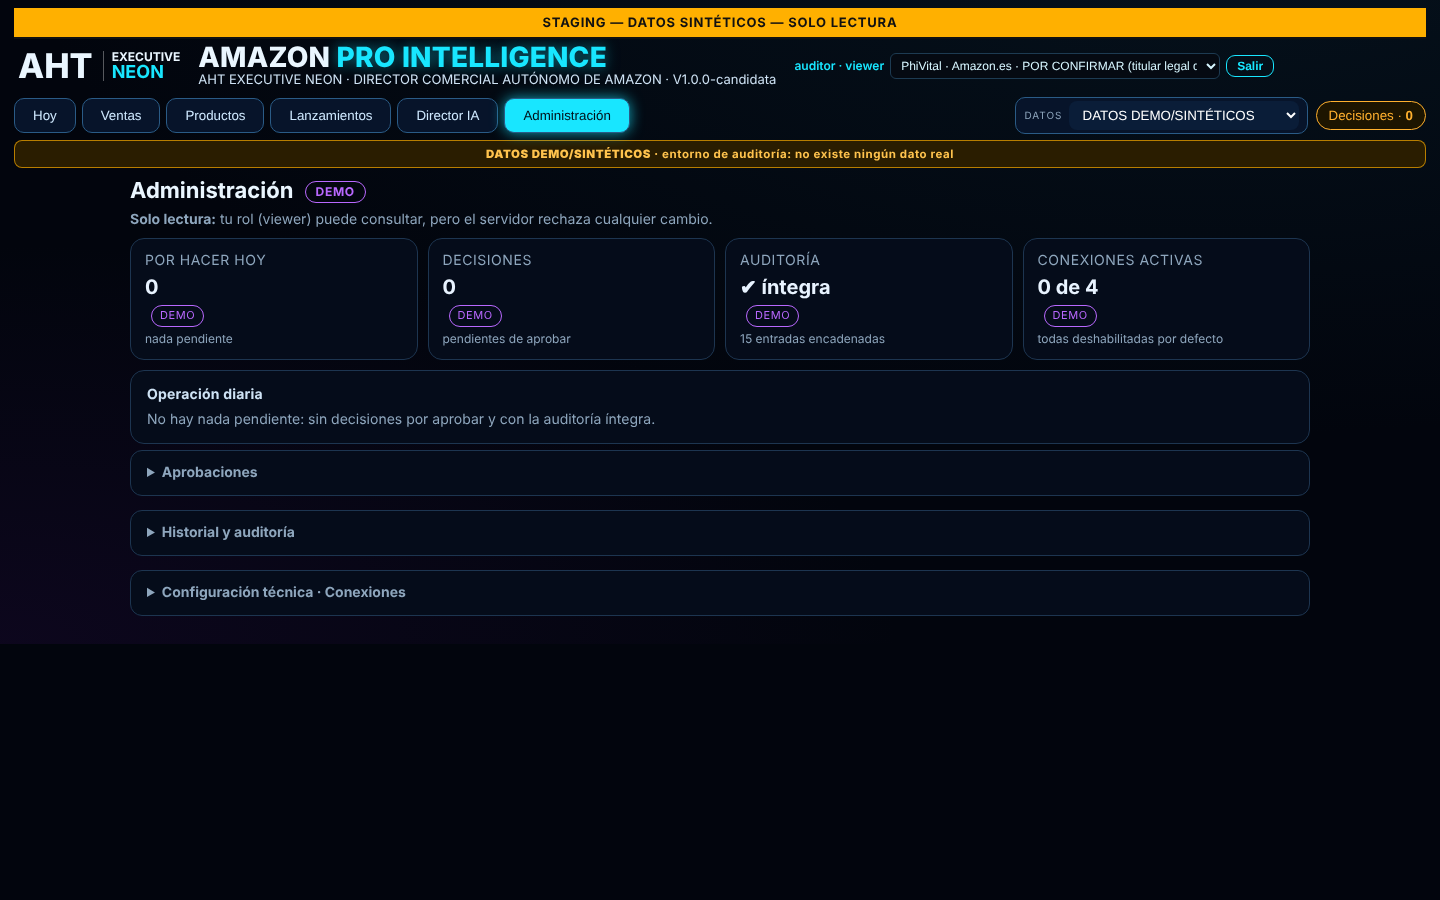 STAGING — DATOS SINTÉTICOS — SOLO LECTURA
AHT EXECUTIVE NEON
AMAZON PRO INTELLIGENCE
AHT EXECUTIVE NEON · DIRECTOR COMERCIAL AUTÓNOMO DE AMAZON · V1.0.0-candidata
auditor · viewer
PhiVital · Amazon.es · POR CONFIRMAR (titular legal c
Salir
Hoy
Ventas
Productos
Lanzamientos
Director IA
Administración
DATOS
DATOS DEMO/SINTÉTICOS
Decisiones · 0
DATOS DEMO/SINTÉTICOS · entorno de auditoría: no existe ningún dato real
Administración DEMO
Solo lectura: tu rol (viewer) puede consultar, pero el servidor rechaza cualquier cambio.
POR HACER HOY
0
DEMO
nada pendiente
DECISIONES
0
DEMO
pendientes de aprobar
AUDITORÍA
✔ íntegra
DEMO
15 entradas encadenadas
CONEXIONES ACTIVAS
0 de 4
DEMO
todas deshabilitadas por defecto
Operación diaria
No hay nada pendiente: sin decisiones por aprobar y con la auditoría íntegra.
▶ Aprobaciones
▶ Historial y auditoría
▶ Configuración técnica · Conexiones